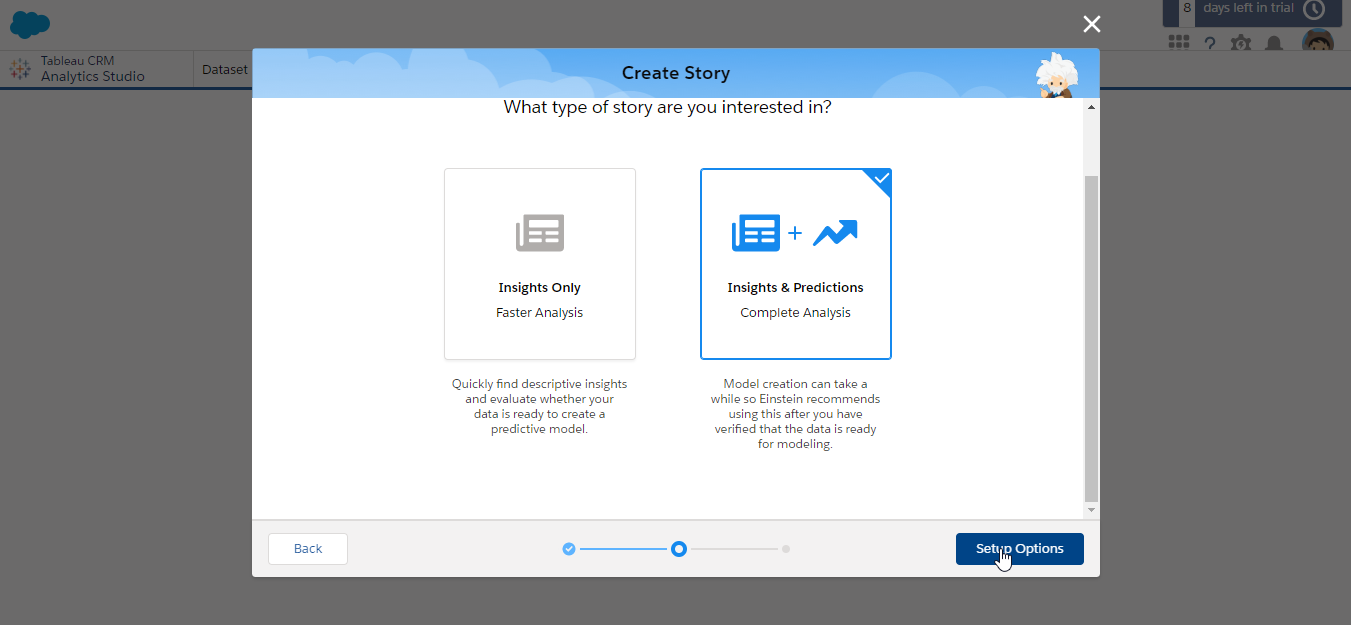 8 days left in trial
?
Tableau CRM
Analytics Studio
Dataset
Create Story
What type of story are you interested in?
Insights Only
Faster Analysis
Quickly find descriptive insights
and evaluate whether your
data is ready to create a
predictive model.
+
Insights & Predictions
Complete Analysis
Model creation can take a
while so Einstein recommends
using this after you have
verified that the data is ready
for modeling.
Back
Setup Options